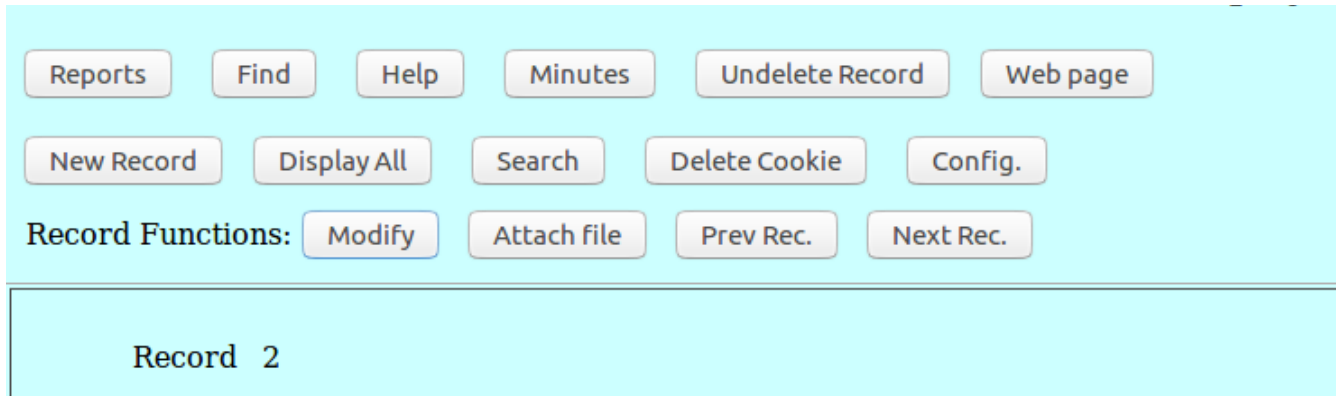 Reports Find Help Minutes Undelete Record Web page
New Record Display All Search Delete Cookie Config.
Record Functions: Modify Attach file Prev Rec. Next Rec.
Record 2